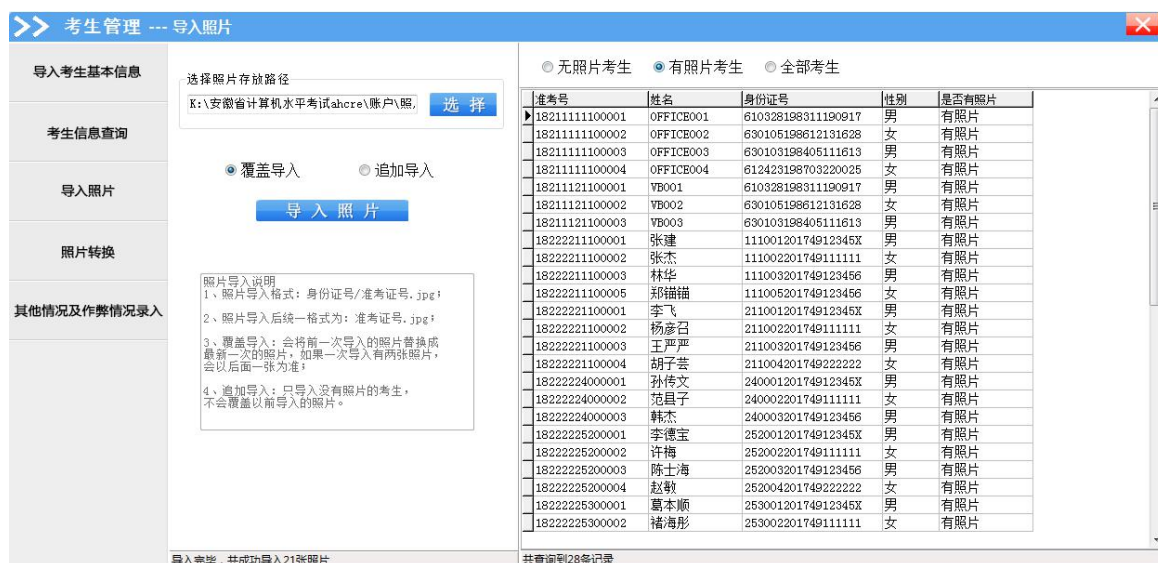 >> 考生管理 --- 导入照片
导入考生基本信息
考生信息查询
导入照片
照片转换
其他情况及作弊情况录入
选择照片存放路径
K:\安徽省计算机水平考试ahcre\账户\照, 选 择
覆盖导入 追加导入
导 入 照 片
照片导入说明
1、照片导入格式: 身份证号/准考证号.jpg;
2、照片导入后统一格式为: 准考证号.jpg;
3、覆盖导入: 会将前一次导入的照片替换成
最新一次的照片, 如果一次导入有两张照片,
会以后面一张为准;
4、追加导入: 只导入没有照片的考生,
不会覆盖以前导入的照片。
导入完毕，共成功导入21张照片
无照片考生 有照片考生 全部考生
准考号 姓名 身份证号 性别 是否有照片
18211111100001 OFFICE001 610328198311190917 男 有照片
18211111100002 OFFICE002 630105198612131628 女 有照片
18211111100003 OFFICE003 630103198405111613 男 有照片
18211111100004 OFFICE004 612423198703220025 女 有照片
18211121100001 VB001 610328198311190917 男 有照片
18211121100002 VB002 630105198612131628 女 有照片
18211121100003 VB003 630103198405111613 男 有照片
18222211100001 张建 11100120174912345X 男 有照片
18222211100002 张杰 111002201749111111 女 有照片
18222211100003 林华 111003201749123456 男 有照片
18222211100005 郑锚锚 111005201749123456 女 有照片
18222221100001 李飞 21100120174912345X 男 有照片
18222221100002 杨彦召 211002201749111111 女 有照片
18222221100003 王严严 211003201749123456 男 有照片
18222221100004 胡子芸 211004201749222222 女 有照片
18222224000001 孙传文 24000120174912345X 男 有照片
18222224000002 范县子 240002201749111111 女 有照片
18222224000003 韩杰 240003201749123456 男 有照片
18222225200001 李德宝 25200120174912345X 男 有照片
18222225200002 许梅 252002201749111111 女 有照片
18222225200003 陈士海 252003201749123456 男 有照片
18222225200004 赵敏 252004201749222222 女 有照片
18222225300001 葛本顺 25300120174912345X 男 有照片
18222225300002 褚海彤 253002201749111111 女 有照片
共查询到28条记录